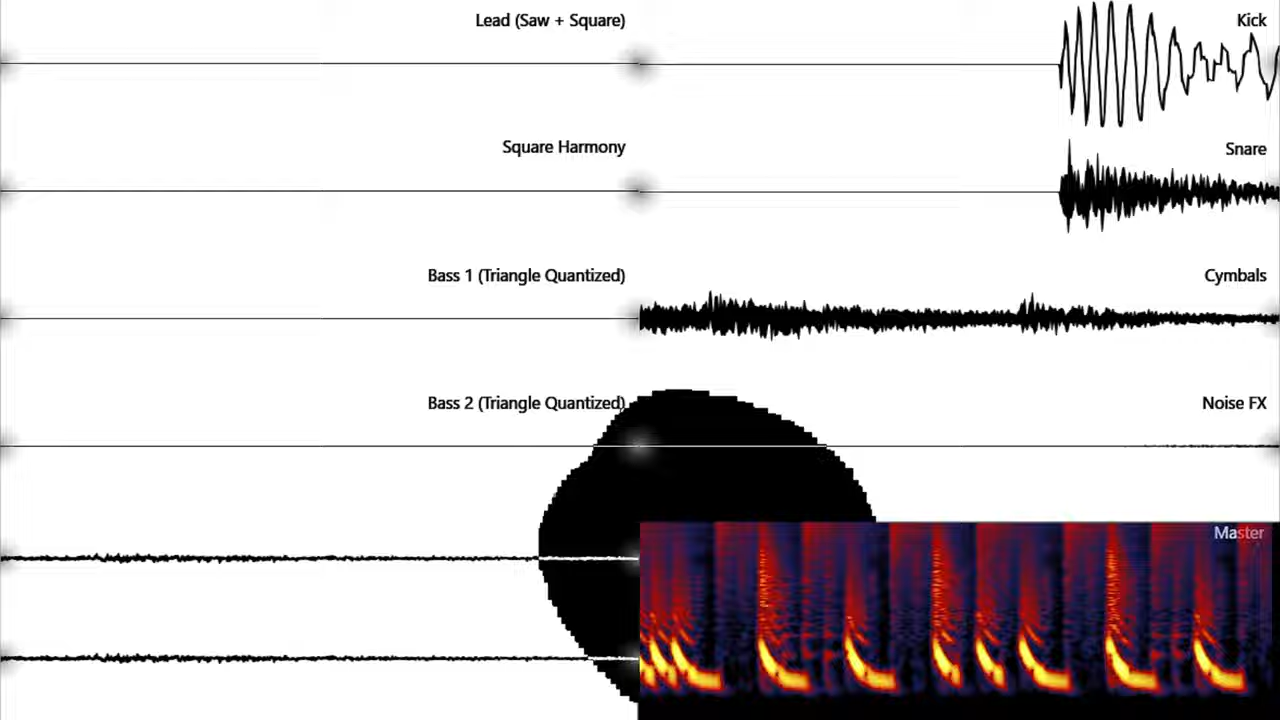 Lead (Saw + Square)
Kick
Square Harmony
Snare
Bass 1 (Triangle Quantized)
Cymbals
Bass 2 (Triangle Quantized)
Noise FX
Master